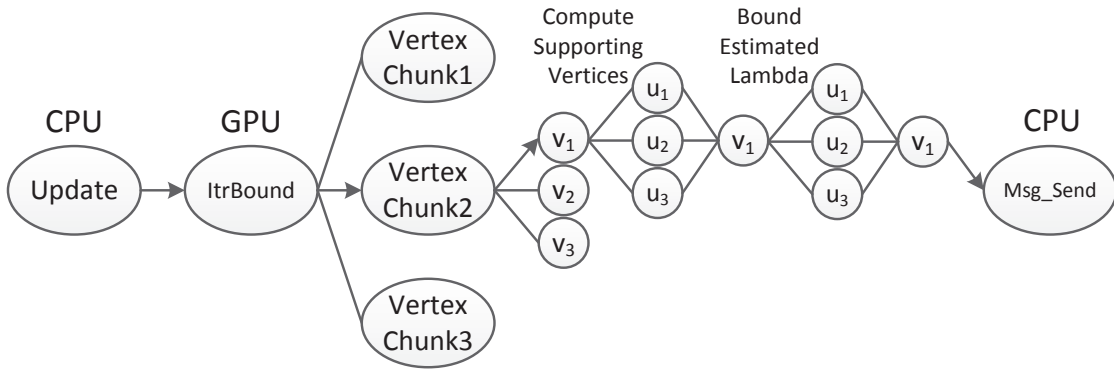 CPU
Update
GPU
ItrBound
Vertex
Chunk1
Vertex
Chunk2
Vertex
Chunk3
v₁
v₂
v₃
Compute
Supporting
Vertices
u₁
u₂
u₃
v₁
Bound
Estimated
Lambda
u₁
u₂
u₃
v₁
CPU
Msg_Send